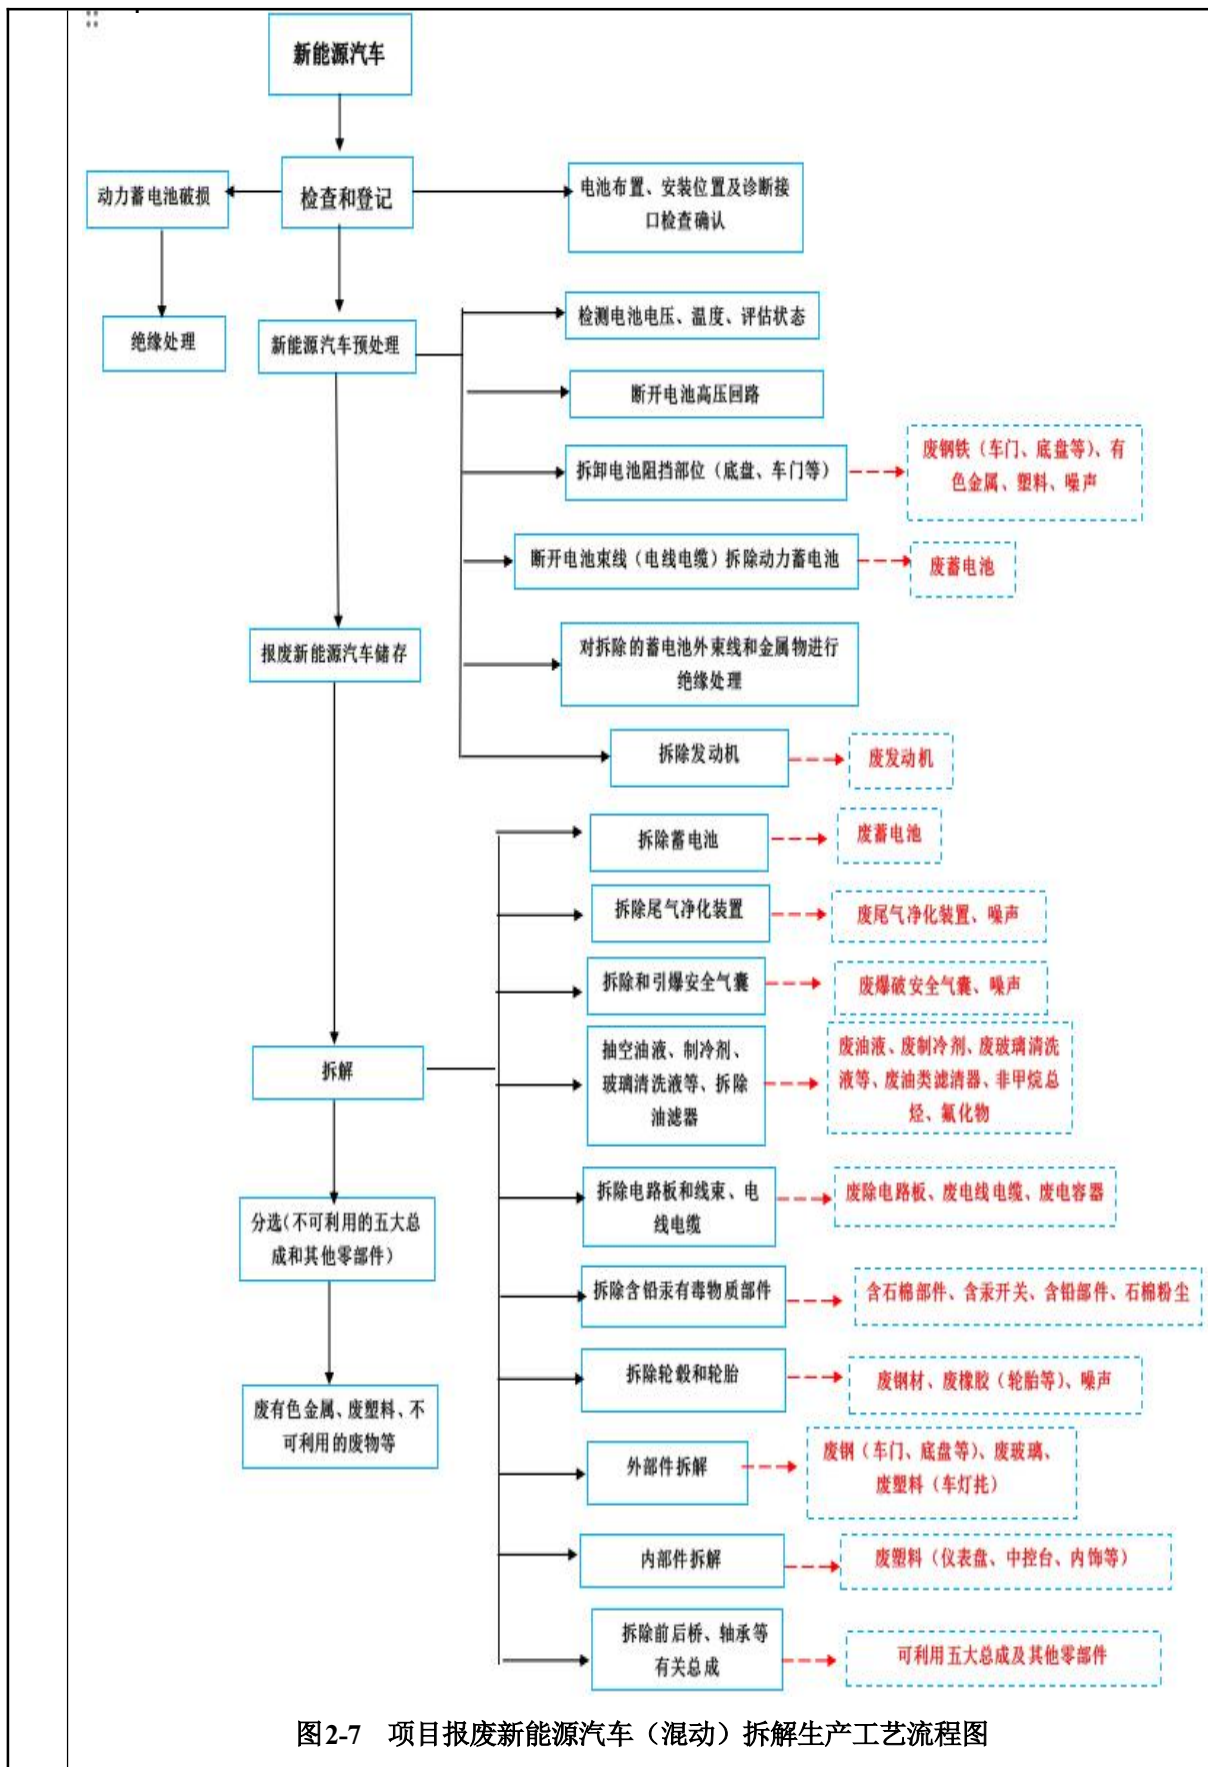 新能源汽车
动力蓄电池破损
检查和登记
电池布置、安装位置及诊断接
口检查确认
绝缘处理
新能源汽车预处理
检测电池电压、温度、评估状态
断开电池高压回路
拆卸电池阻挡部位（底盘、车门等）
废钢铁（车门、底盘等）、有
色金属、塑料、噪声
断开电池束线（电线电缆）拆除动力蓄电池
废蓄电池
报废新能源汽车储存
对拆除的蓄电池外束线和金属物进行
绝缘处理
拆除发动机
废发动机
拆除蓄电池
废蓄电池
拆除尾气净化装置
废尾气净化装置、噪声
拆除和引爆安全气囊
废爆破安全气囊、噪声
拆解
抽空油液、制冷剂、
玻璃清洗液等、拆除
油滤器
废油液、废制冷剂、废玻璃清洗
液等、废油类滤清器、非甲烷总
烃、氟化物
拆除电路板和线束、电
线电缆
废除电路板、废电线电缆、废电容器
分选（不可利用的五大总
成和其他零部件）
拆除含铅汞有毒物质部件
含石棉部件、含汞开关、含铅部件、石棉粉尘
拆除轮毂和轮胎
废钢材、废橡胶（轮胎等）、噪声
废有色金属、废塑料、不
可利用的废物等
外部件拆解
废钢（车门、底盘等）、废玻璃、
废塑料（车灯托）
内部件拆解
废塑料（仪表盘、中控台、内饰等）
拆除前后桥、轴承等
有关总成
可利用五大总成及其他零部件
图2-7 项目报废新能源汽车（混动）拆解生产工艺流程图